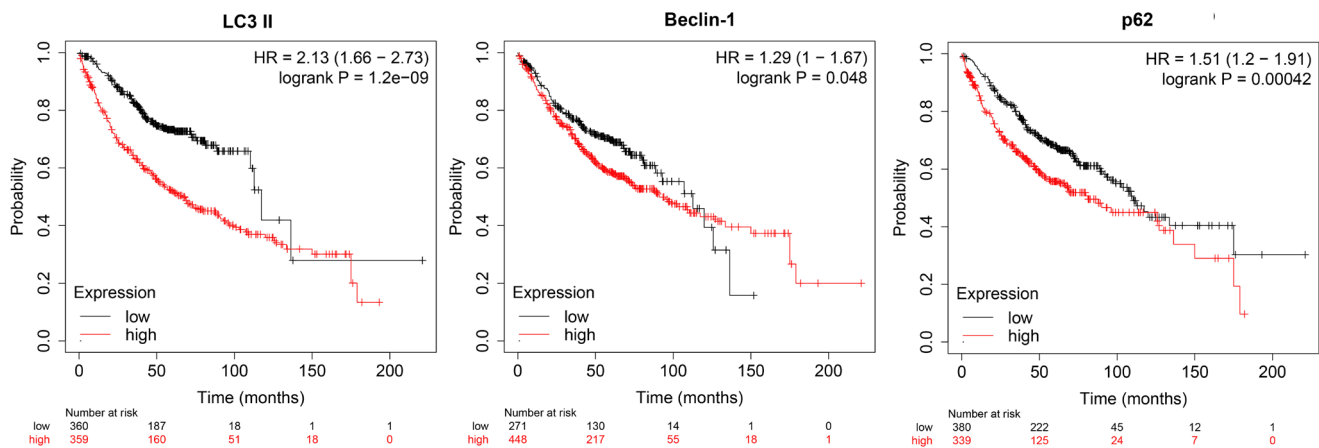 LC3 II
HR = 2.13 (1.66 − 2.73)
logrank P = 1.2e−09
Probability
1.0
0.8
0.6
0.4
0.2
0.0
Expression
low
high
0 50 100 150 200
Time (months)
Number at risk
low 360 187 18 1 1
high 359 160 51 18 0
Beclin-1
HR = 1.29 (1 − 1.67)
logrank P = 0.048
Probability
1.0
0.8
0.6
0.4
0.2
0.0
Expression
low
high
0 50 100 150 200
Time (months)
Number at risk
low 271 130 14 1 0
high 448 217 55 18 1
p62
HR = 1.51 (1.2 − 1.91)
logrank P = 0.00042
Probability
1.0
0.8
0.6
0.4
0.2
0.0
Expression
low
high
0 50 100 150 200
Time (months)
Number at risk
low 380 222 45 12 1
high 339 125 24 7 0